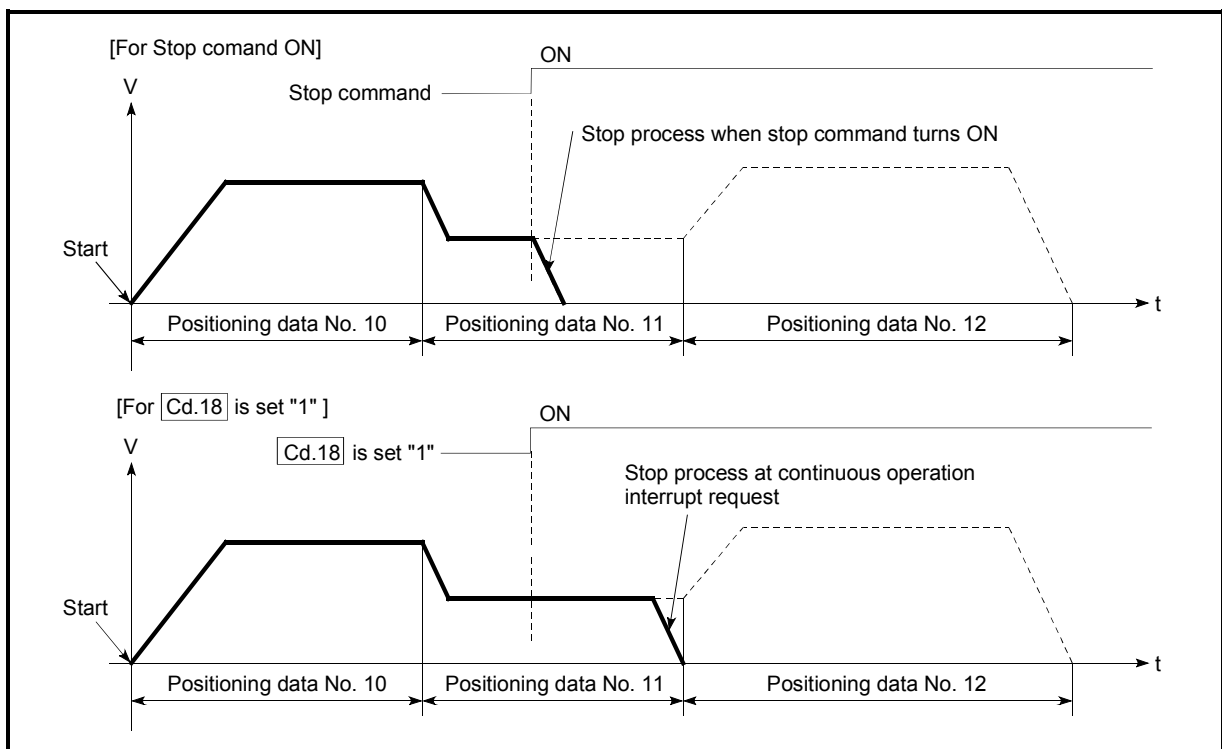 [For Stop comand ON]
ON
V
Stop command
Stop process when stop command turns ON
Start
t
Positioning data No. 10
Positioning data No. 11
Positioning data No. 12
[For Cd.18 is set "1" ]
ON
V
Cd.18 is set "1"
Stop process at continuous operation
interrupt request
Start
t
Positioning data No. 10
Positioning data No. 11
Positioning data No. 12